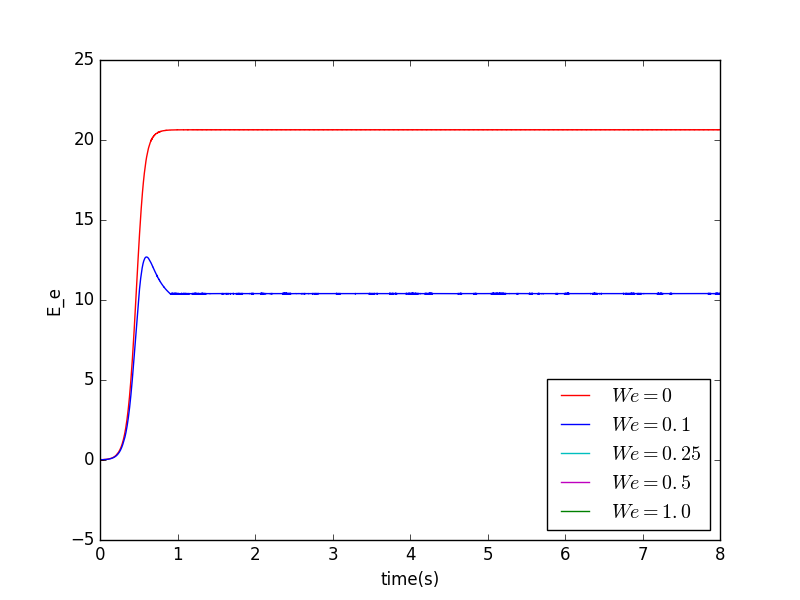 25
20
15
10
5
0
−5
E_e
0 1 2 3 4 5 6 7 8
time(s)
We = 0
We = 0.1
We = 0.25
We = 0.5
We = 1.0